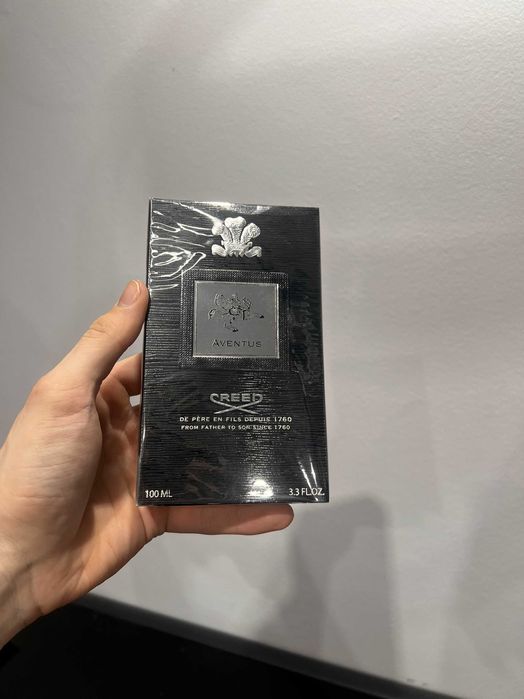 AVENTUS
CREED
DE PÈRE EN FILS DEPUIS 1760
FROM FATHER TO SON SINCE 1760
100 ML
3.3 FL.OZ.